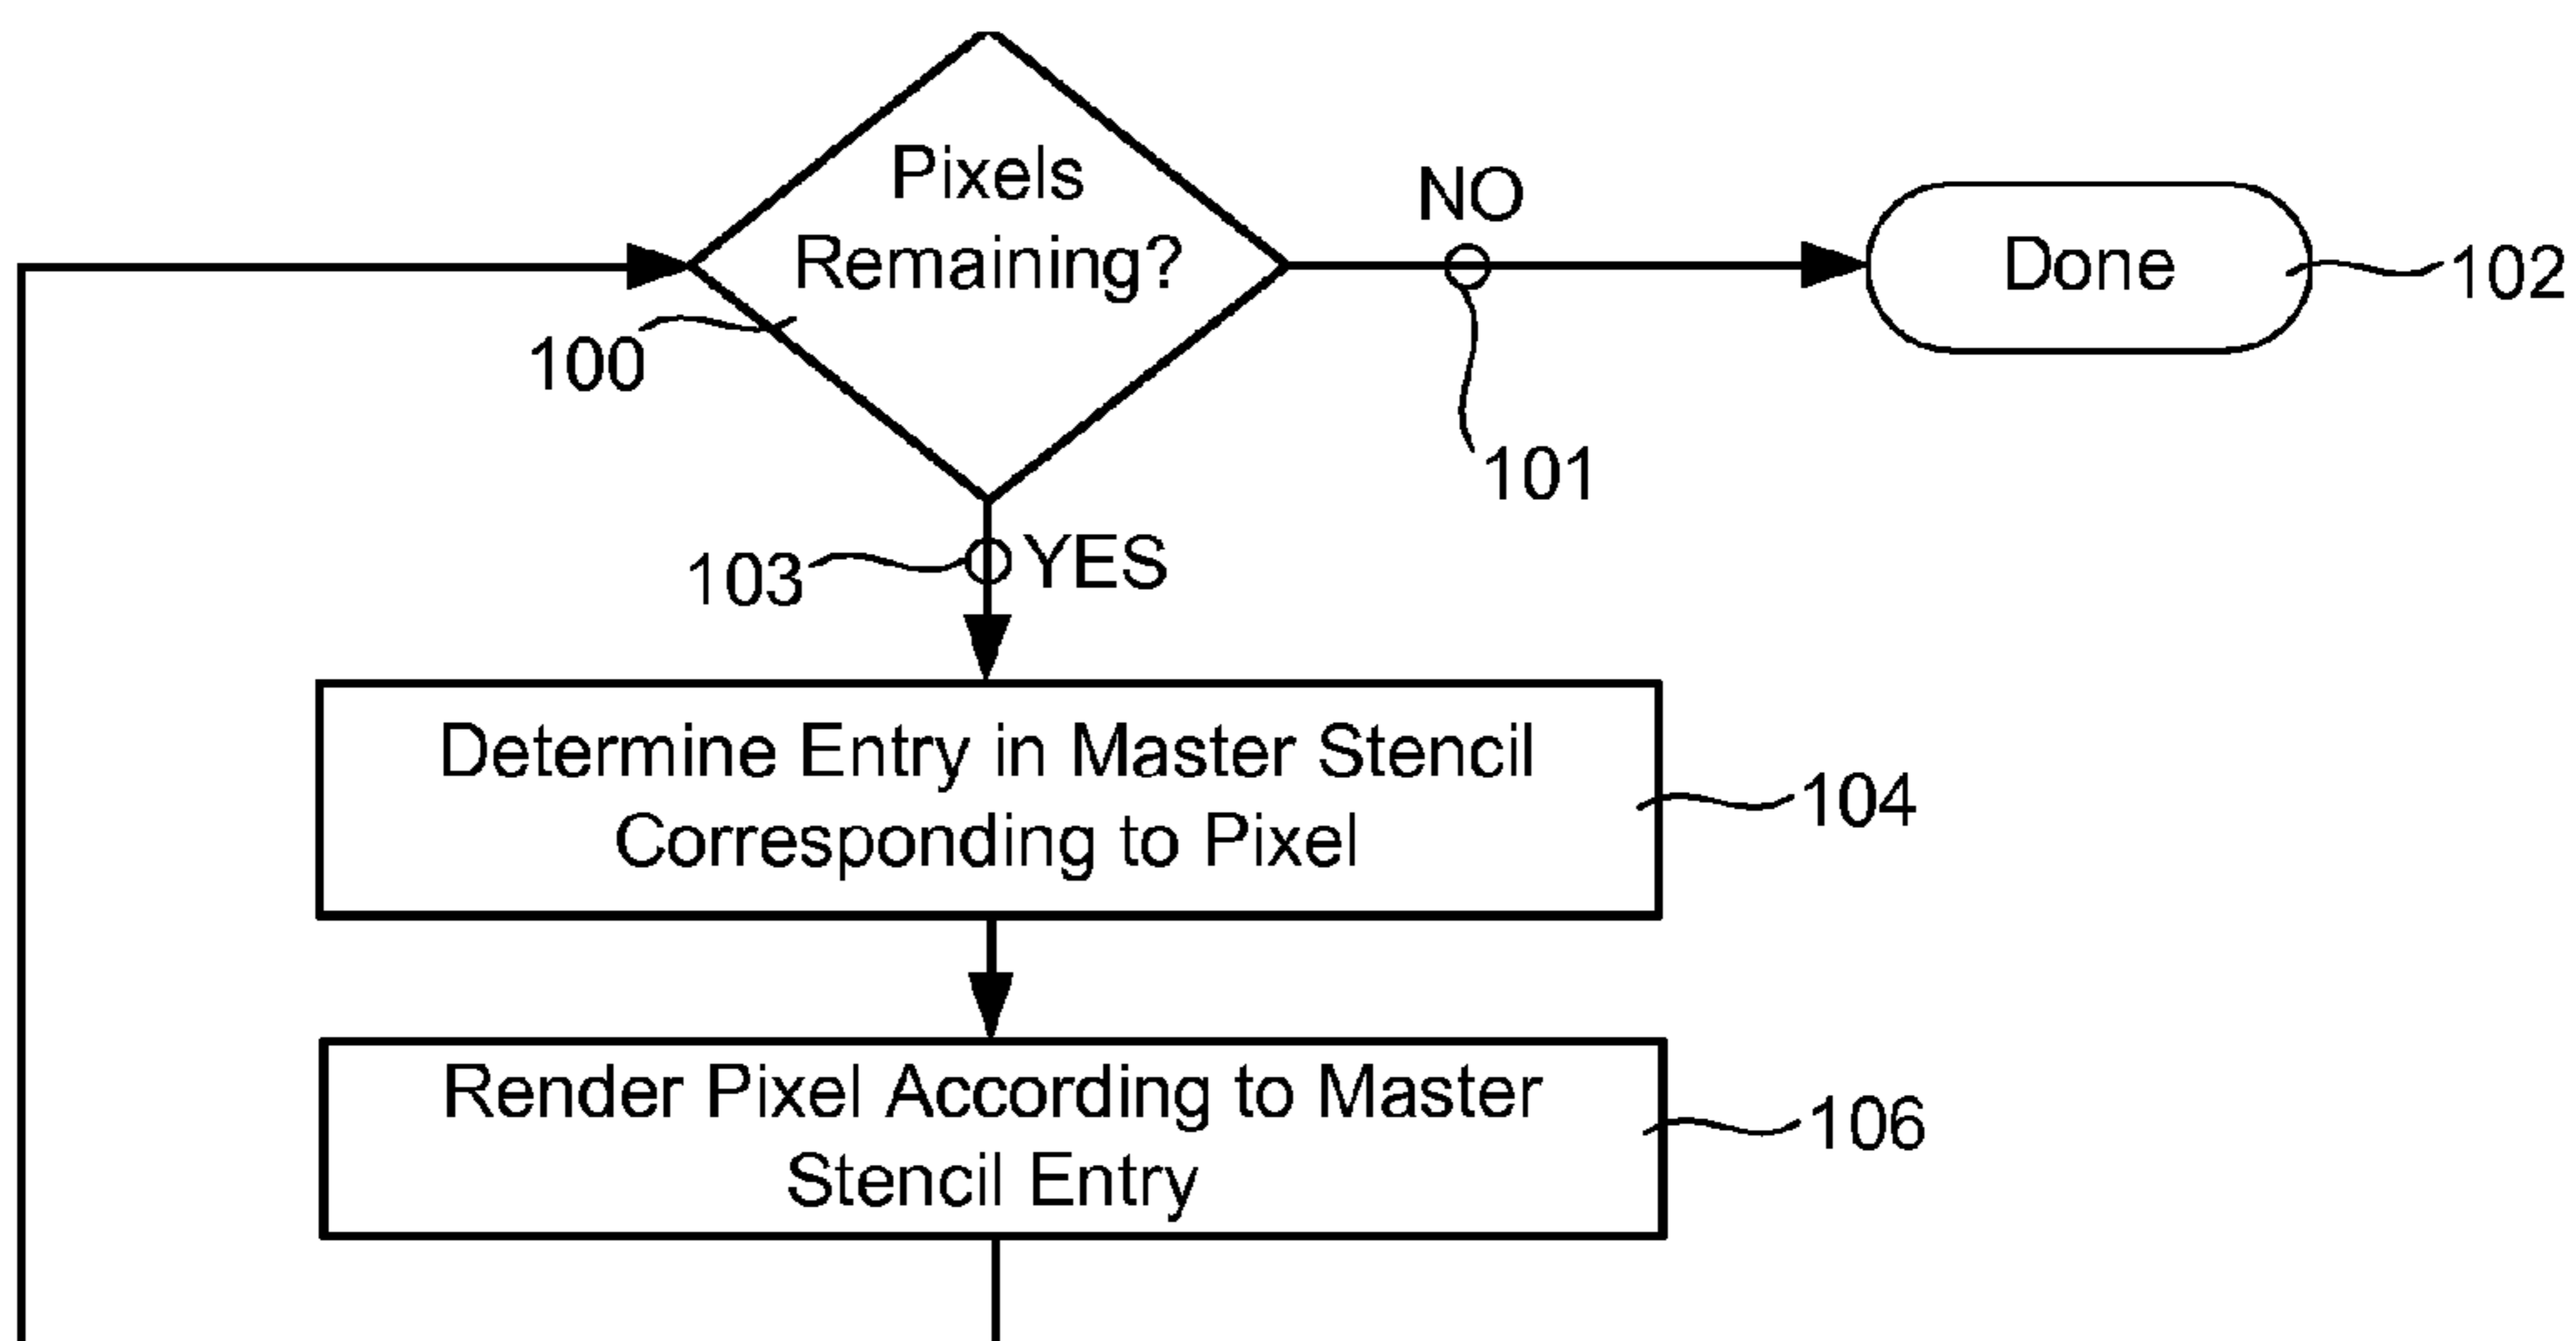 Pixels
Remaining?
100
NO
101
Done
102
103
YES
Determine Entry in Master Stencil
Corresponding to Pixel
104
Render Pixel According to Master
Stencil Entry
106